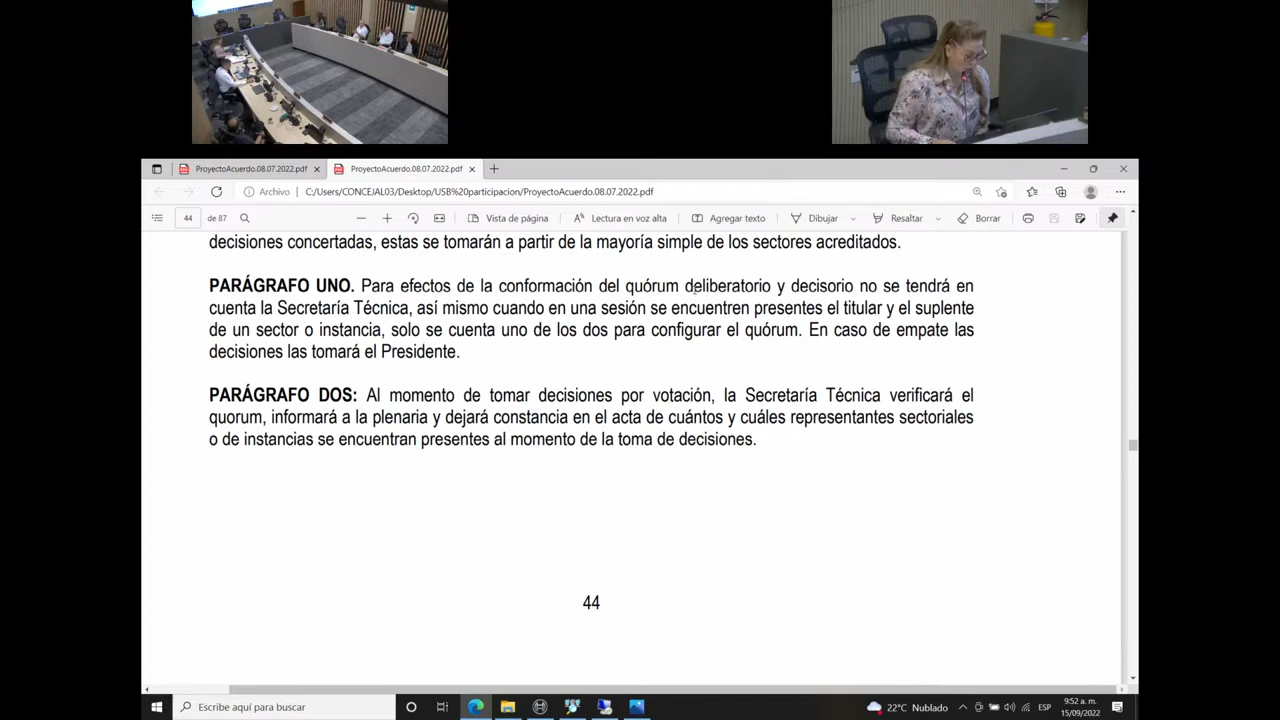 ProyectoAcuerdo.08.07.2022.pdf
ProyectoAcuerdo.08.07.2022.pdf
Archivo
C:/Users/CONCEJAL03/Desktop/USB%20participacion/ProyectoAcuerdo.08.07.2022.pdf
44 de 87
Vista de página
Lectura en voz alta
Agregar texto
Dibujar
Resaltar
Borrar
decisiones concertadas, estas se tomarán a partir de la mayoría simple de los sectores acreditados.
PARÁGRAFO UNO. Para efectos de la conformación del quórum deliberatorio y decisorio no se tendrá en
cuenta la Secretaría Técnica, así mismo cuando en una sesión se encuentren presentes el titular y el suplente
de un sector o instancia, solo se cuenta uno de los dos para configurar el quórum. En caso de empate las
decisiones las tomará el Presidente.
PARÁGRAFO DOS: Al momento de tomar decisiones por votación, la Secretaría Técnica verificará el
quorum, informará a la plenaria y dejará constancia en el acta de cuántos y cuáles representantes sectoriales
o de instancias se encuentran presentes al momento de la toma de decisiones.
44
Escribe aquí para buscar
22°C Nublado
ESP
9:52 a. m.
15/09/2022